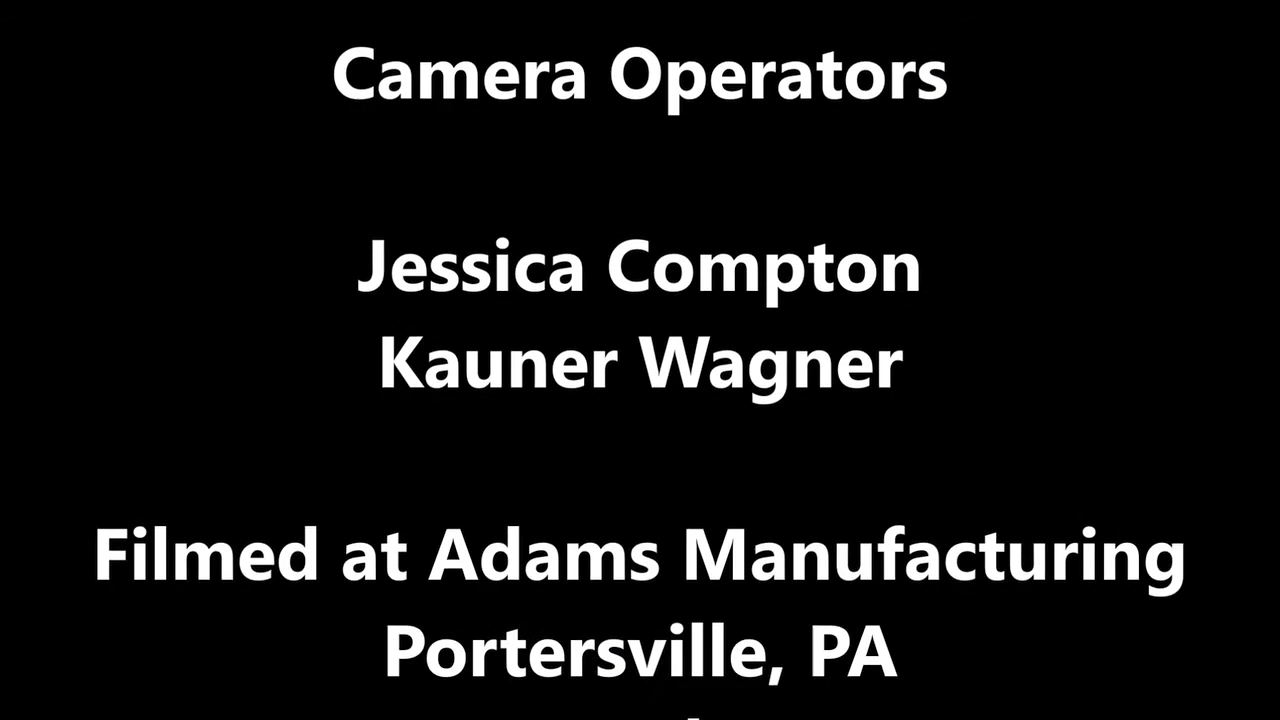 Camera Operators
Jessica Compton
Kauner Wagner
Filmed at Adams Manufacturing
Portersville, PA